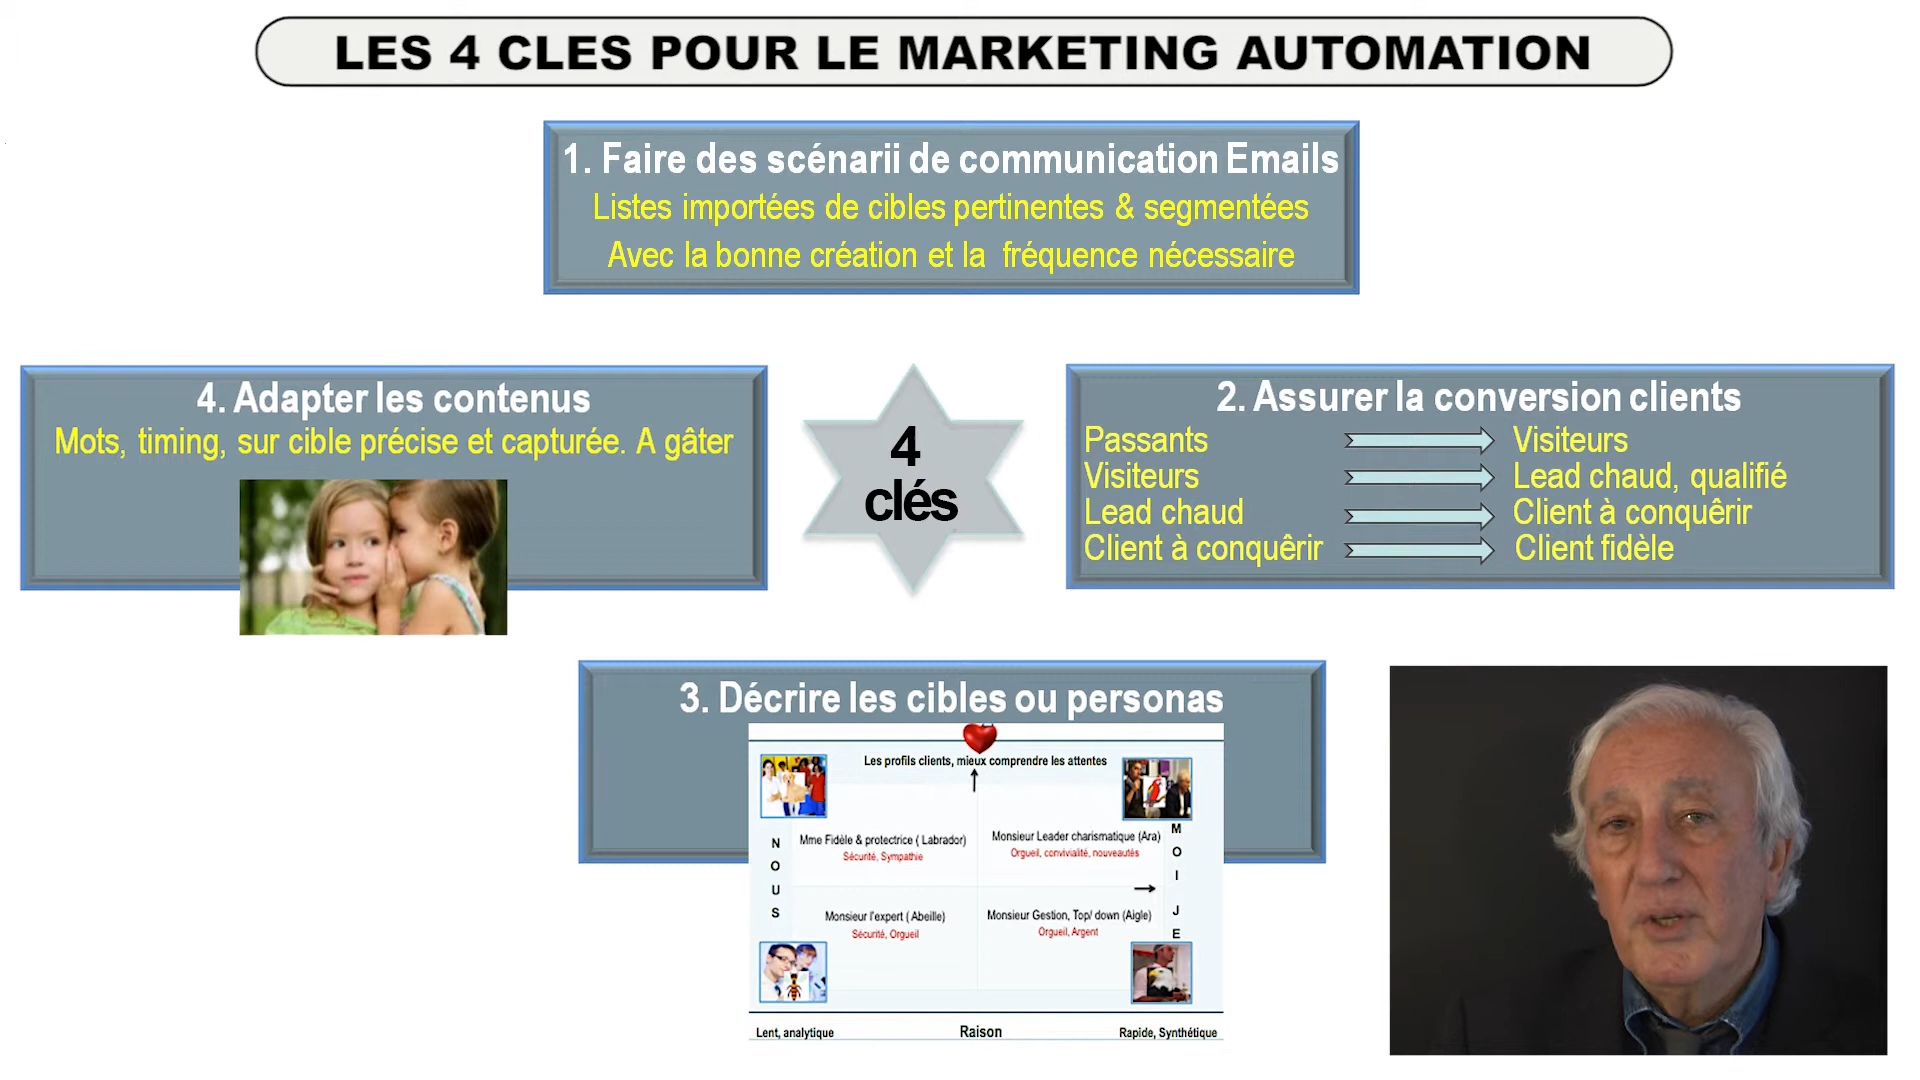 LES 4 CLES POUR LE MARKETING AUTOMATION
1. Faire des scénarii de communication Emails
Listes importées de cibles pertinentes & segmentées
Avec la bonne création et la fréquence nécessaire
4. Adapter les contenus
Mots, timing, sur cible précise et capturée. A gâter
4
clés
2. Assurer la conversion clients
Passants Visiteurs
Visiteurs Lead chaud, qualifié
Lead chaud Client à conquêrir
Client à conquêrir Client fidèle
3. Décrire les cibles ou personas
Les profils clients, mieux comprendre les attentes
NOUS
Mme Fidèle & protectrice ( Labrador)
Sécurité, Sympathie
Monsieur Leader charismatique (Ara)
Orgueil, convivialité, nouveautés
MOI JE
Monsieur l'expert ( Abeille)
Sécurité, Orgueil
Monsieur Gestion, Top/ down (Aigle)
Orgueil, Argent
Lent, analytique Raison Rapide, Synthétique